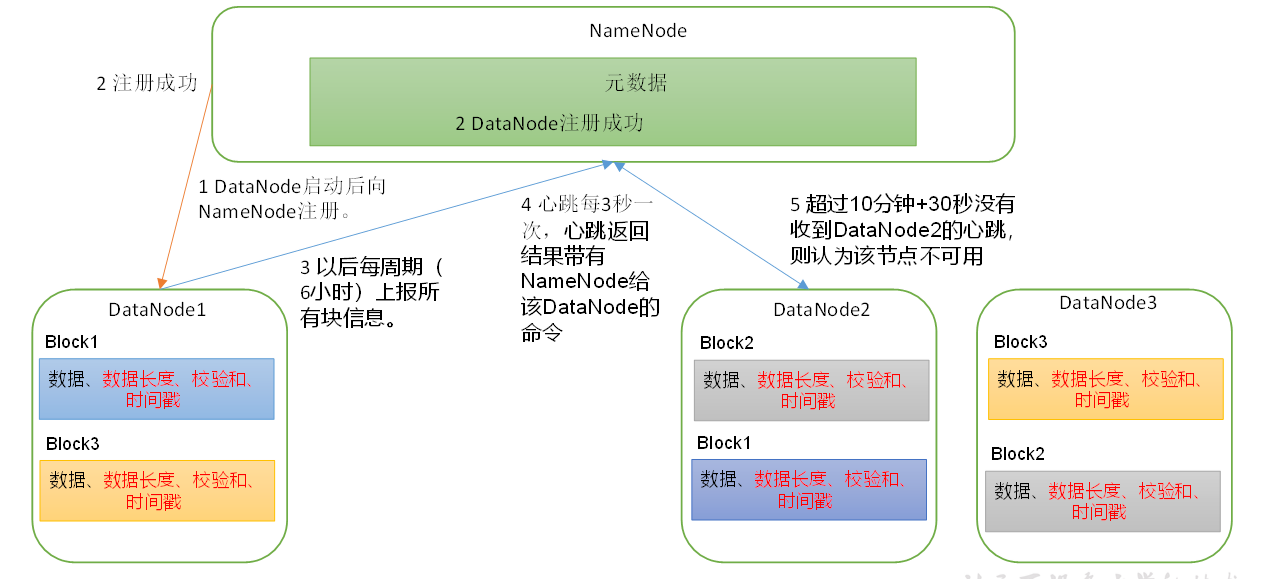 NameNode
元数据
2 DataNode注册成功
2 注册成功
1 DataNode启动后向
NameNode注册。
3 以后每周期（
6小时）上报所
有块信息。
4 心跳每3秒一
次，心跳返回
结果带有
NameNode给
该DataNode的
命令
5 超过10分钟+30秒没有
收到DataNode2的心跳，
则认为该节点不可用
DataNode1
Block1
数据、数据长度、校验和、
时间戳
Block3
数据、数据长度、校验和、
时间戳
DataNode2
Block2
数据、数据长度、校验和、
时间戳
Block1
数据、数据长度、校验和、
时间戳
DataNode3
Block3
数据、数据长度、校验和、
时间戳
Block2
数据、数据长度、校验和、
时间戳